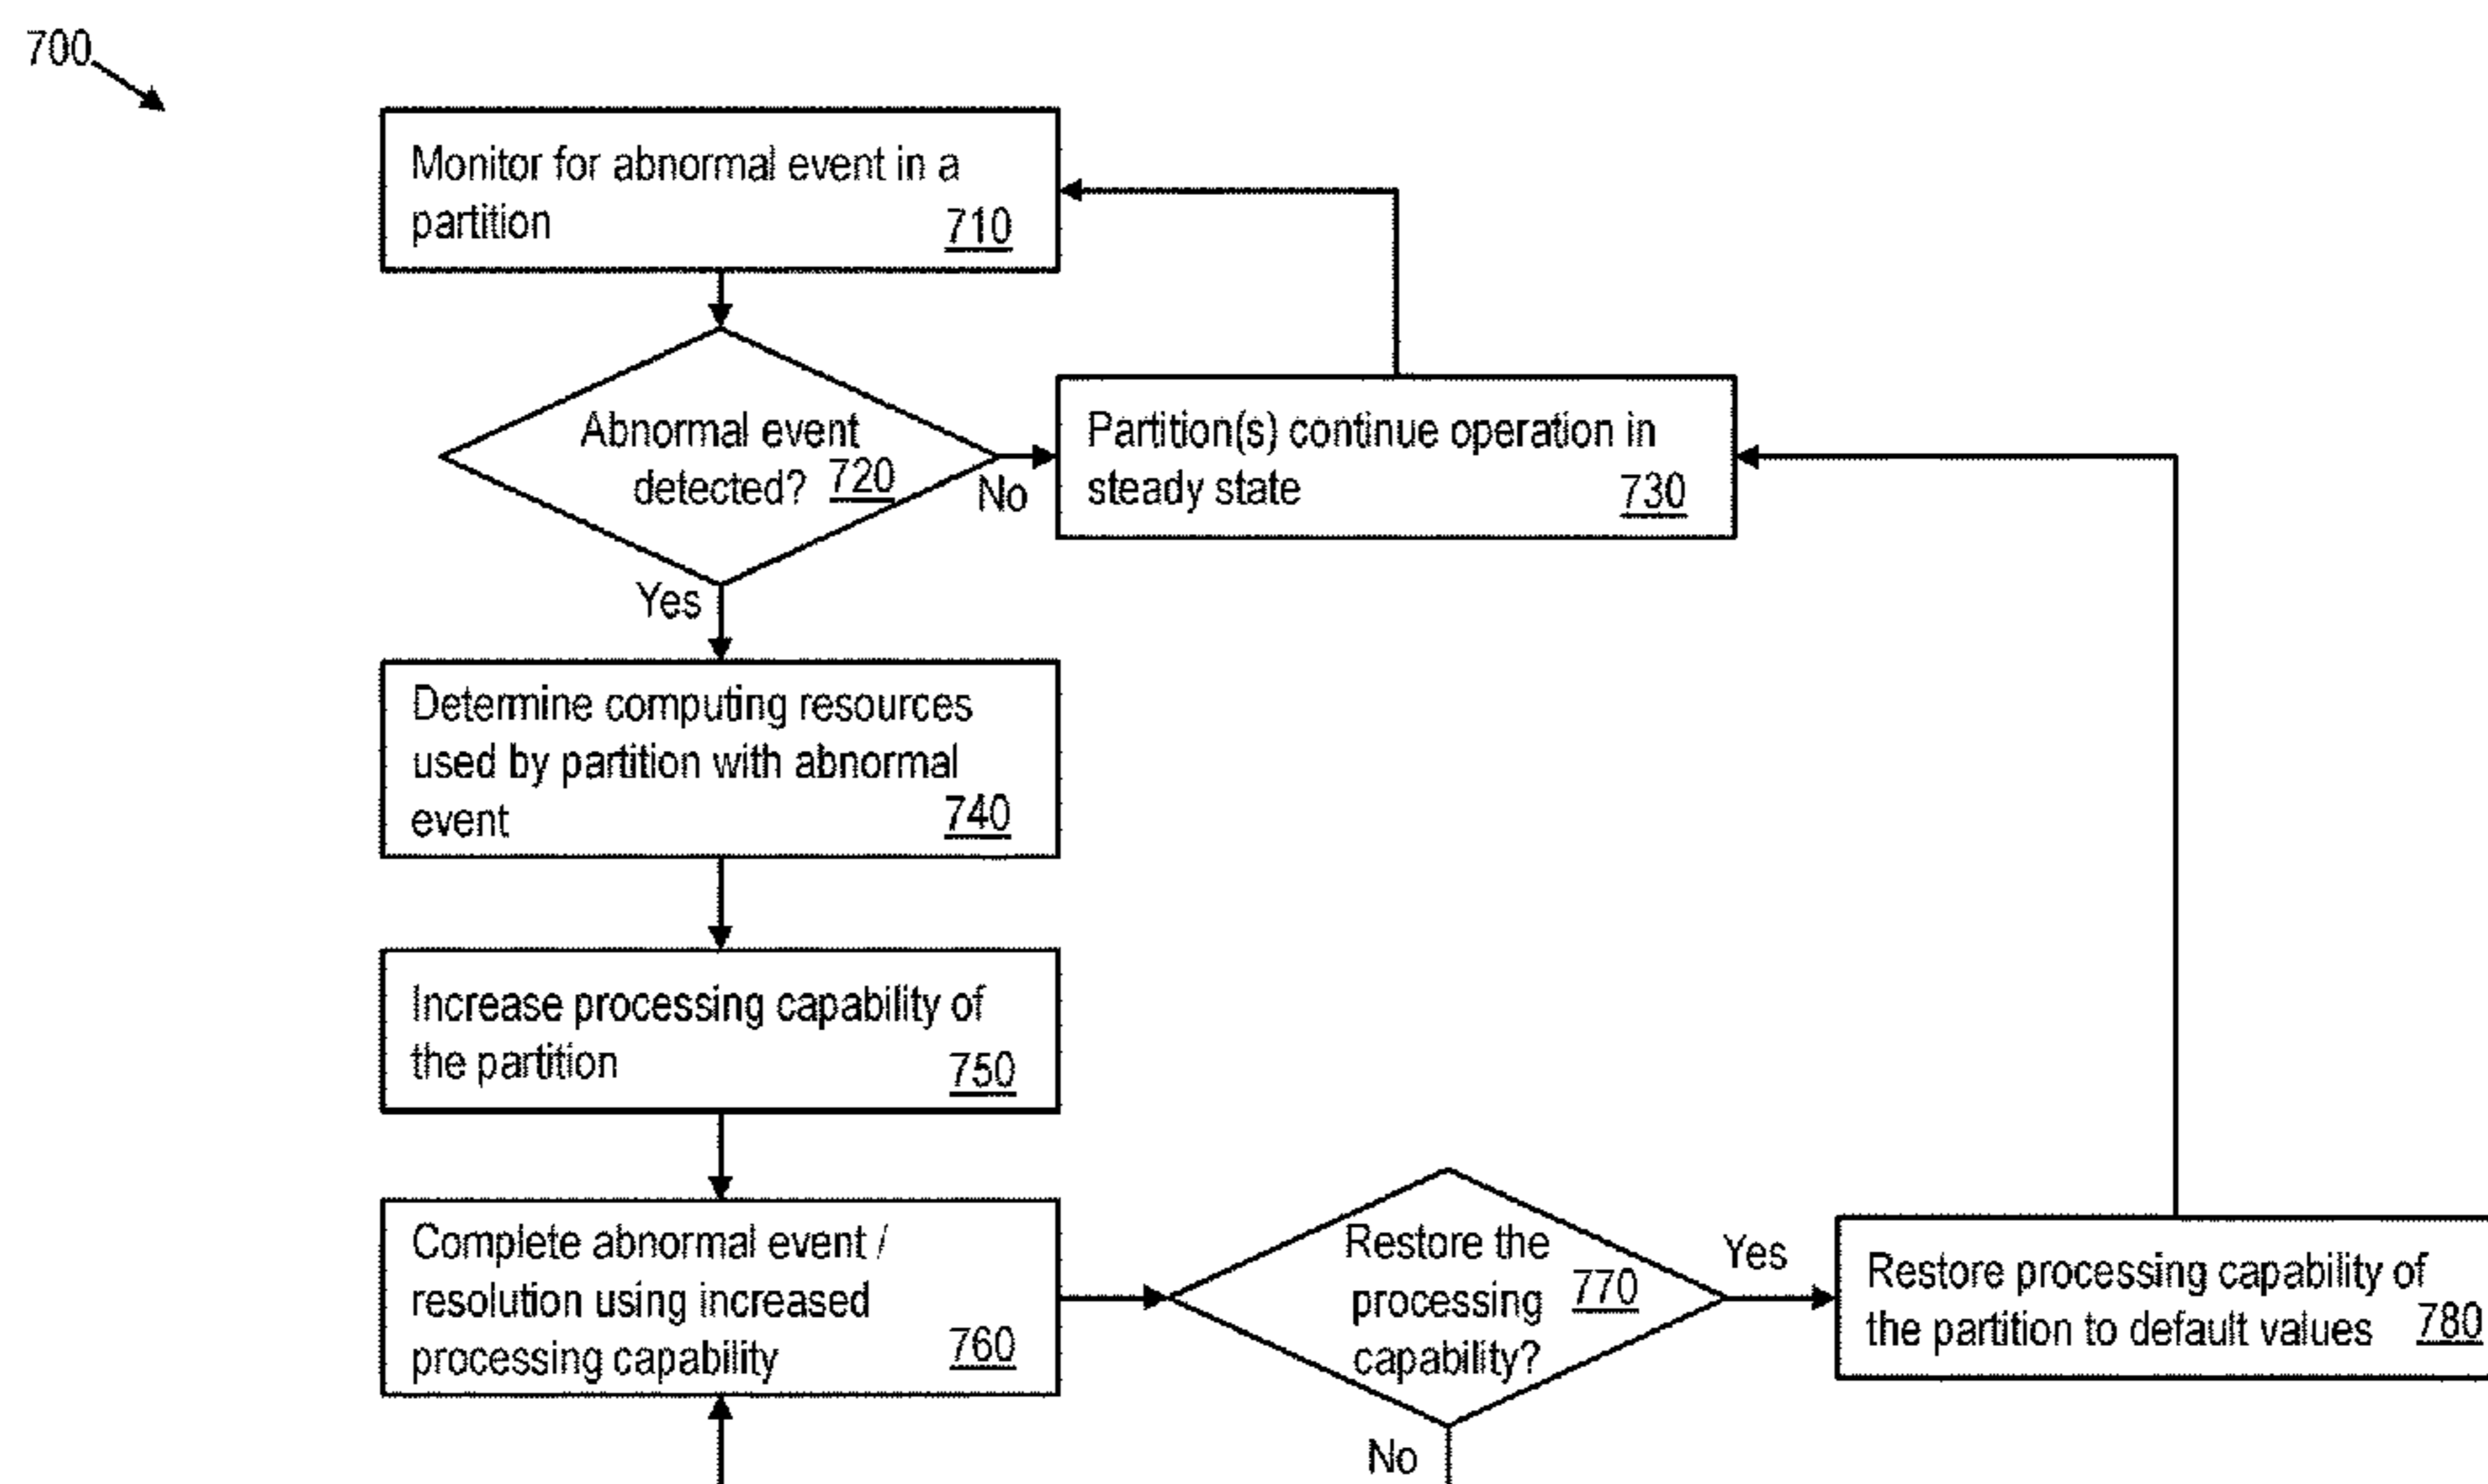 700
Monitor for abnormal event in a
partition 710
Abnormal event
detected? 720
No
Partition(s) continue operation in
steady state 730
Yes
Determine computing resources
used by partition with abnormal
event 740
Increase processing capability of
the partition 750
Complete abnormal event /
resolution using increased
processing capability 760
Restore the
processing 770
capability?
Yes
Restore processing capability of
the partition to default values 780
No